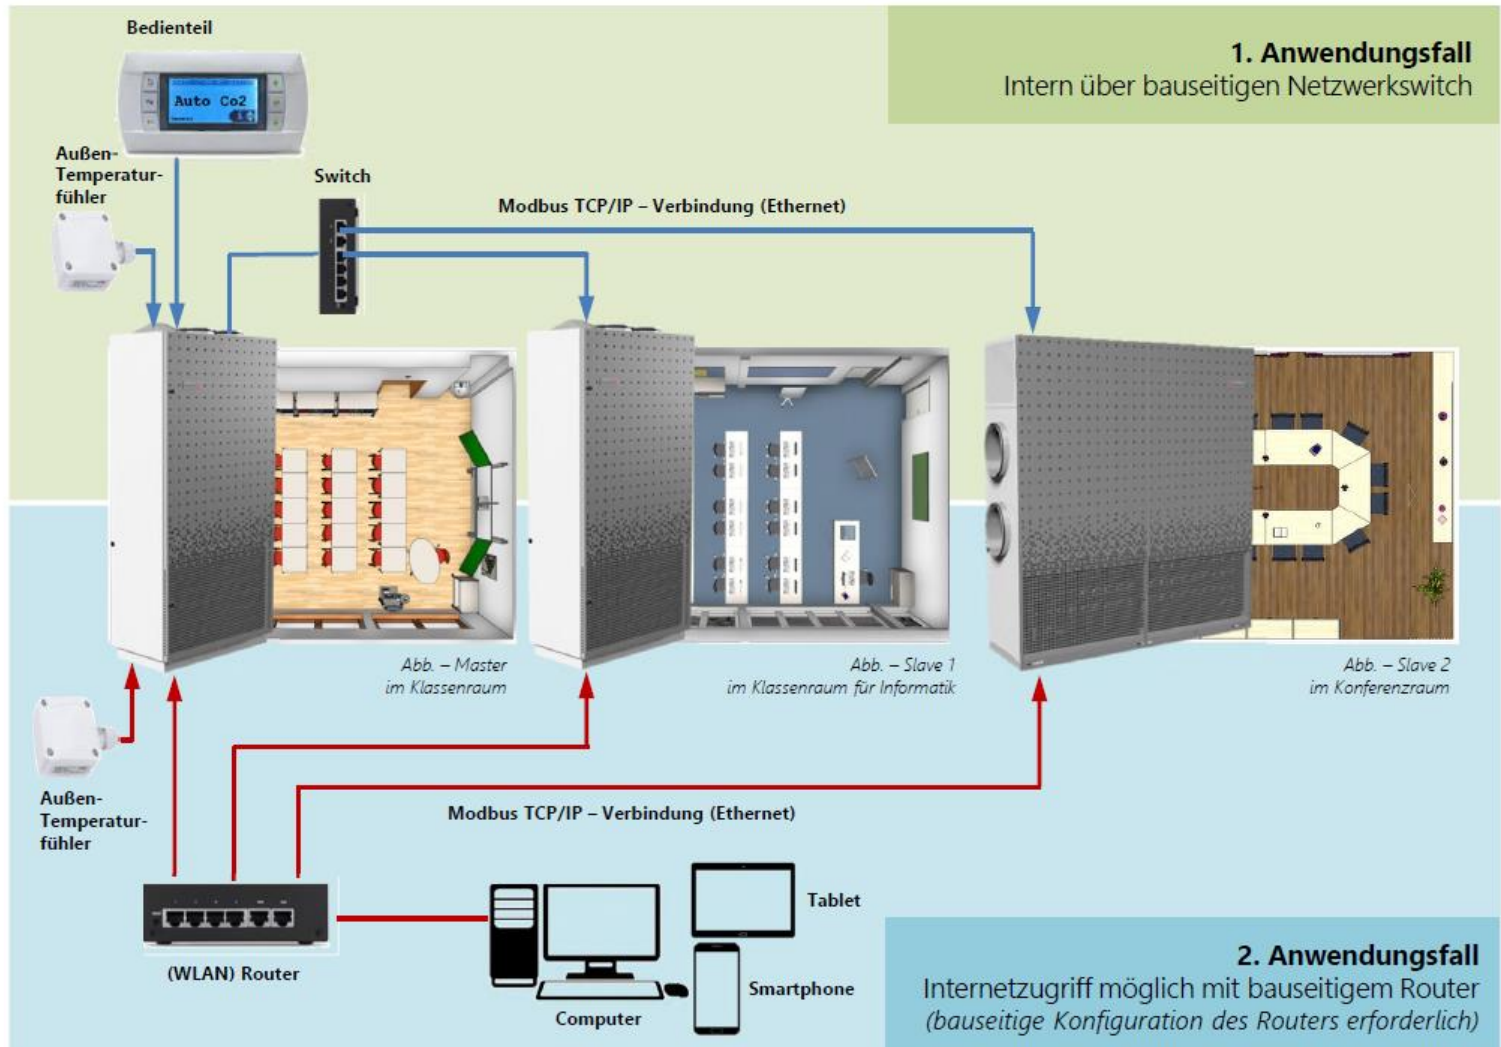 Bedienteil
1. Anwendungsfall
Intern über bauseitigen Netzwerkswitch
Auto Co2
Außen-
Temperatur-
fühler
Switch
Modbus TCP/IP – Verbindung (Ethernet)
Abb. – Master
im Klassenraum
Abb. – Slave 1
im Klassenraum für Informatik
Abb. – Slave 2
im Konferenzraum
Außen-
Temperatur-
fühler
Modbus TCP/IP – Verbindung (Ethernet)
(WLAN) Router
Computer
Tablet
Smartphone
2. Anwendungsfall
Internetzugriff möglich mit bauseitigem Router
(bauseitige Konfiguration des Routers erforderlich)